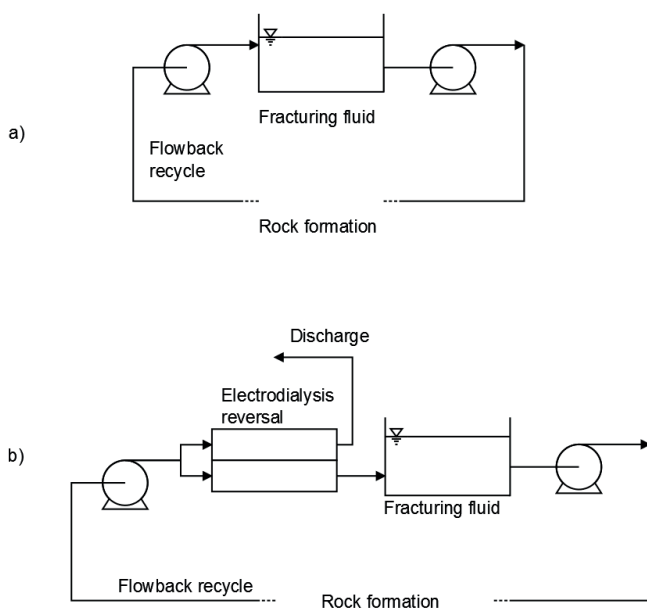 Fracturing fluid
a)
Flowback
recycle
Rock formation
Discharge
Electrodialysis
reversal
b)
Fracturing fluid
Flowback recycle
Rock formation